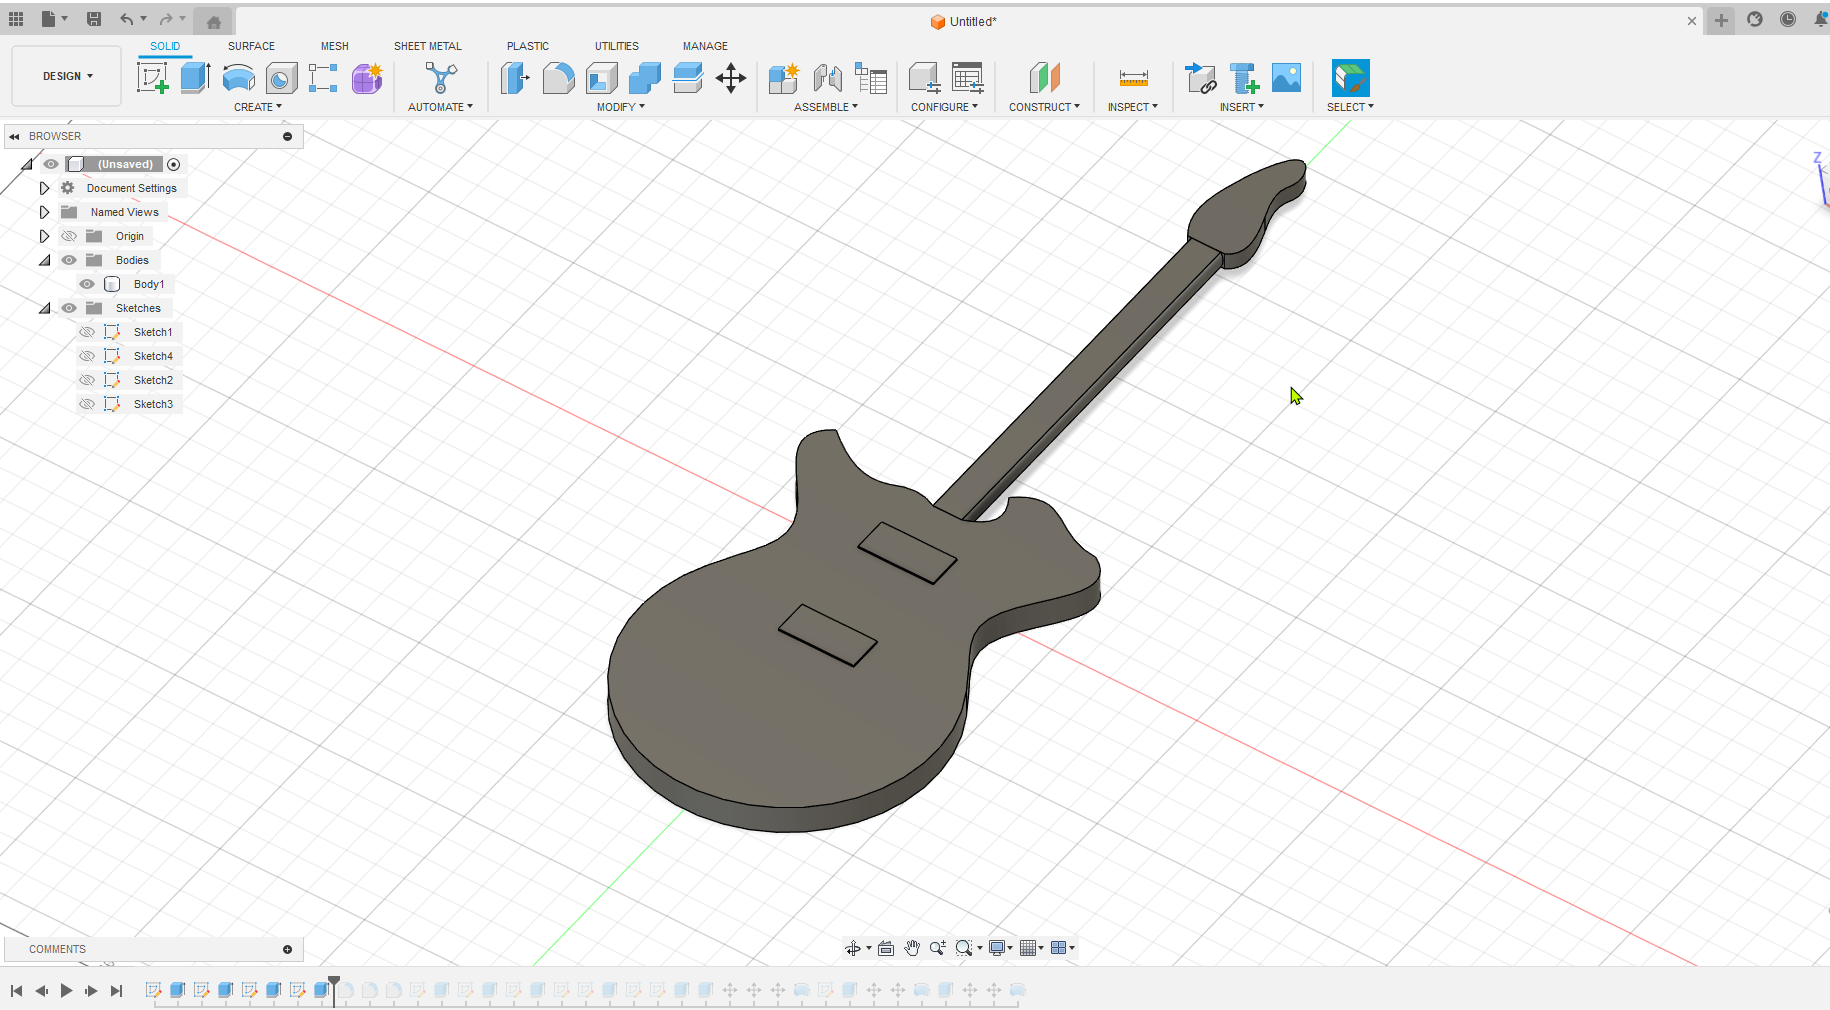 Untitled*
SOLID SURFACE MESH SHEET METAL PLASTIC UTILITIES MANAGE
DESIGN
CREATE AUTOMATE MODIFY ASSEMBLE CONFIGURE CONSTRUCT INSPECT INSERT SELECT
BROWSER
(Unsaved)
Document Settings
Named Views
Origin
Bodies
Body1
Sketches
Sketch1
Sketch4
Sketch2
Sketch3
Z
COMMENTS